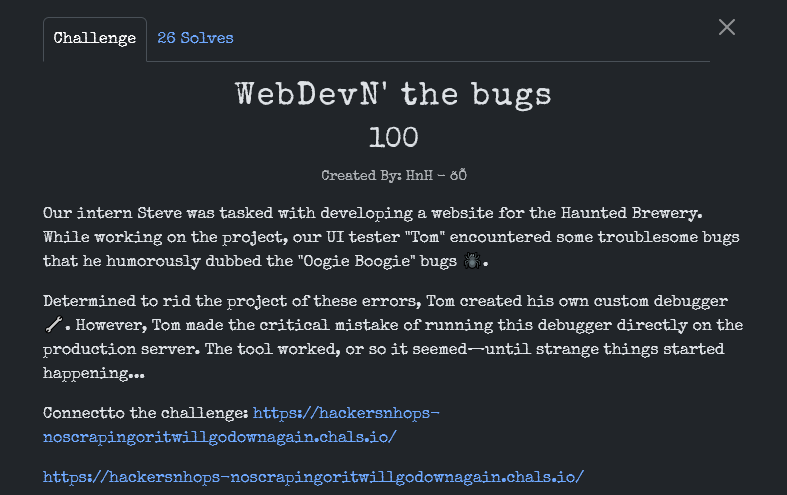 Challenge
26 Solves
WebDevN' the bugs
100
Created By: HnH - õÕ
Our intern Steve was tasked with developing a website for the Haunted Brewery.
While working on the project, our UI tester "Tom" encountered some troublesome bugs
that he humorously dubbed the "Oogie Boogie" bugs 🕷️.
Determined to rid the project of these errors, Tom created his own custom debugger
🔧. However, Tom made the critical mistake of running this debugger directly on the
production server. The tool worked, or so it seemed—until strange things started
happening...
Connectto the challenge: https://hackersnhops-
noscrapingoritwillgodownagain.chals.io/
https://hackersnhops-noscrapingoritwillgodownagain.chals.io/